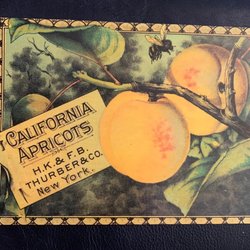 CALIFORNIA
APRICOTS
H.K.& F.B.
THURBER & CO.
New York.